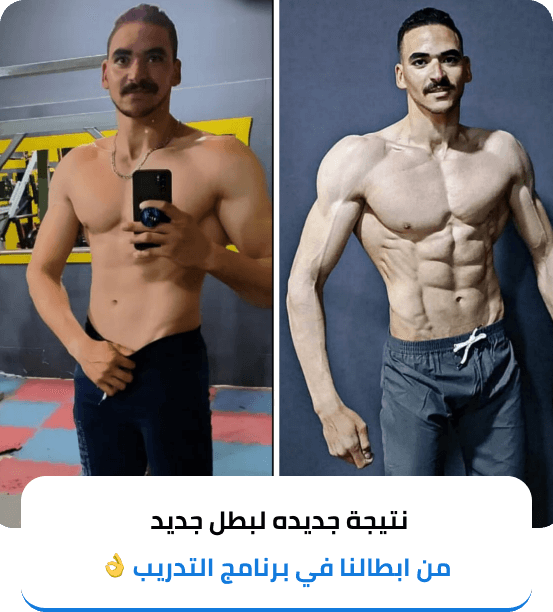 نتيجة جديده لبطل جديد
من ابطالنا في برنامج التدريب 👌